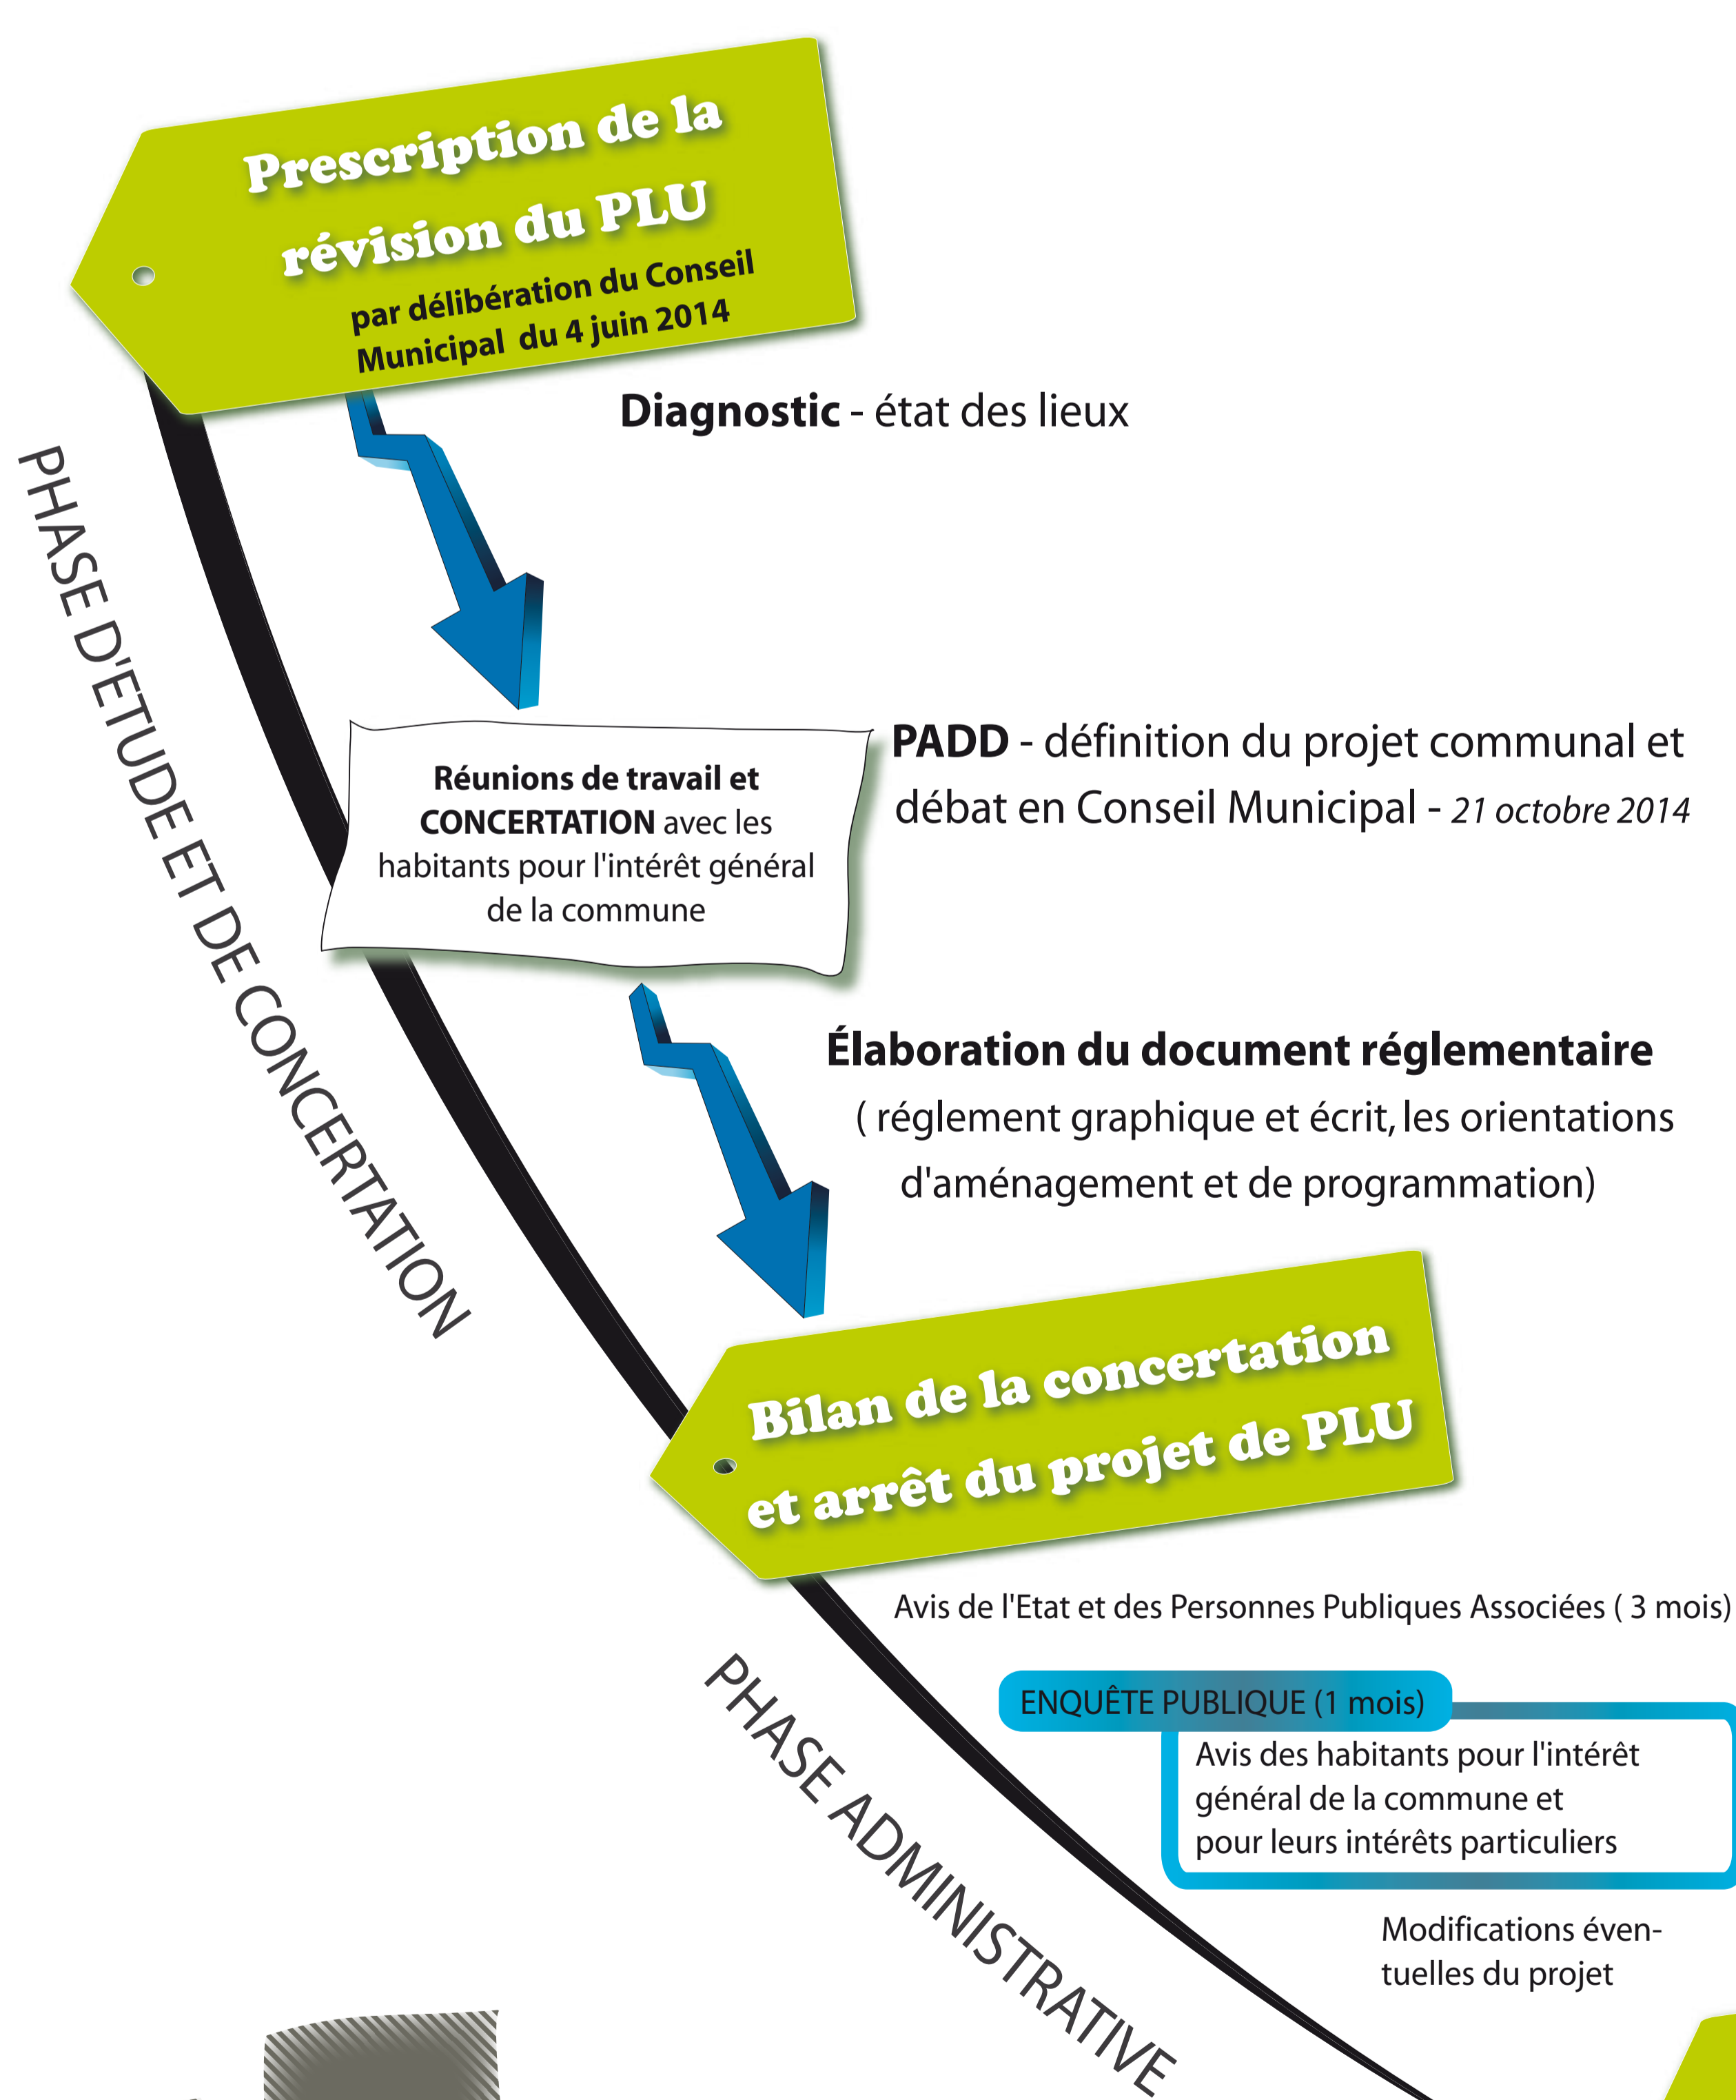 Prescription de la
révision du PLU
par délibération du Conseil
Municipal du 4 juin 2014
Diagnostic - état des lieux
PHASE D'ETUDE ET DE CONCERTATION
Réunions de travail et
CONCERTATION avec les
habitants pour l'intérêt général
de la commune
PADD - définition du projet communal et
débat en Conseil Municipal - 21 octobre 2014
Élaboration du document réglementaire
( réglement graphique et écrit, les orientations
d'aménagement et de programmation)
Bilan de la concertation
et arrêt du projet de PLU
Avis de l'Etat et des Personnes Publiques Associées ( 3 mois)
PHASE ADMINISTRATIVE
ENQUÊTE PUBLIQUE (1 mois)
Avis des habitants pour l'intérêt
général de la commune et
pour leurs intérêts particuliers
Modifications éven-
tuelles du projet